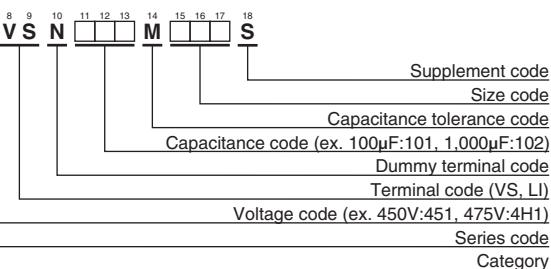 8 9 10 11 12 13 14 15 16 17 18
V S N M S
Supplement code
Size code
Capacitance tolerance code
Capacitance code (ex. 100μF:101, 1,000μF:102)
Dummy terminal code
Terminal code (VS, LI)
Voltage code (ex. 450V:451, 475V:4H1)
Series code
Category